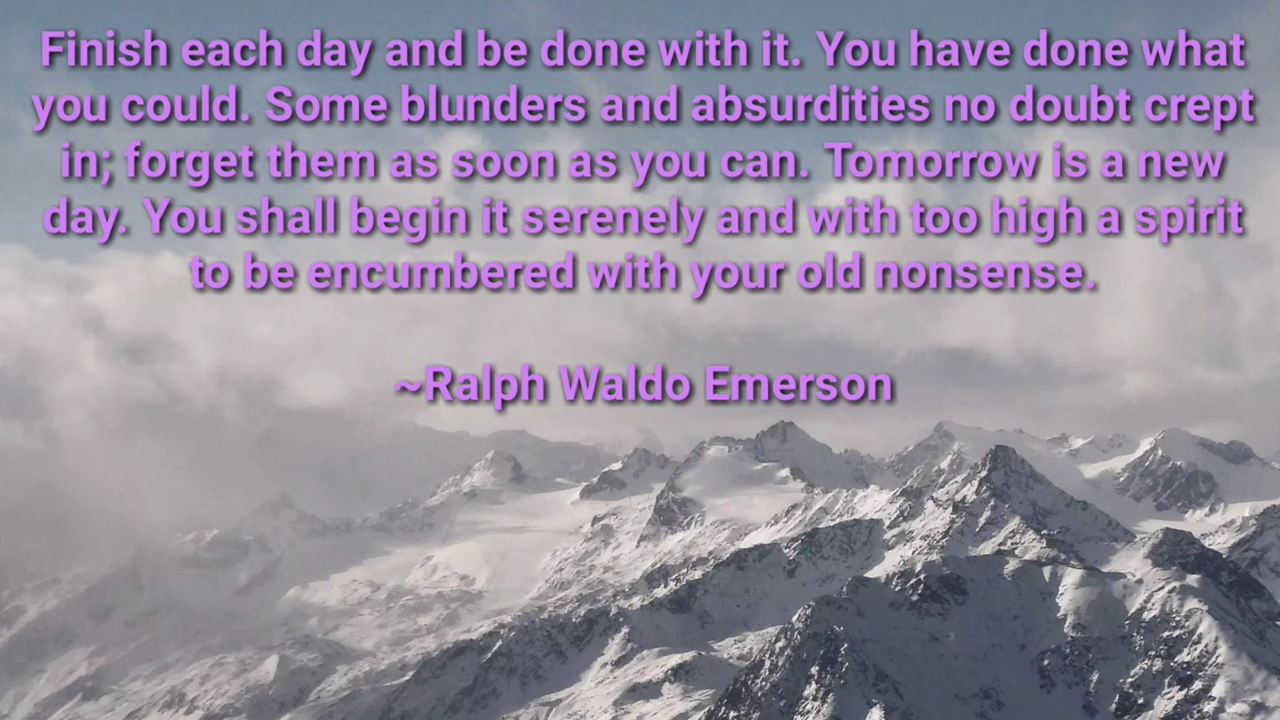 Finish each day and be done with it. You have done what
you could. Some blunders and absurdities no doubt crept
in; forget them as soon as you can. Tomorrow is a new
day. You shall begin it serenely and with too high a spirit
to be encumbered with your old nonsense.
~Ralph Waldo Emerson